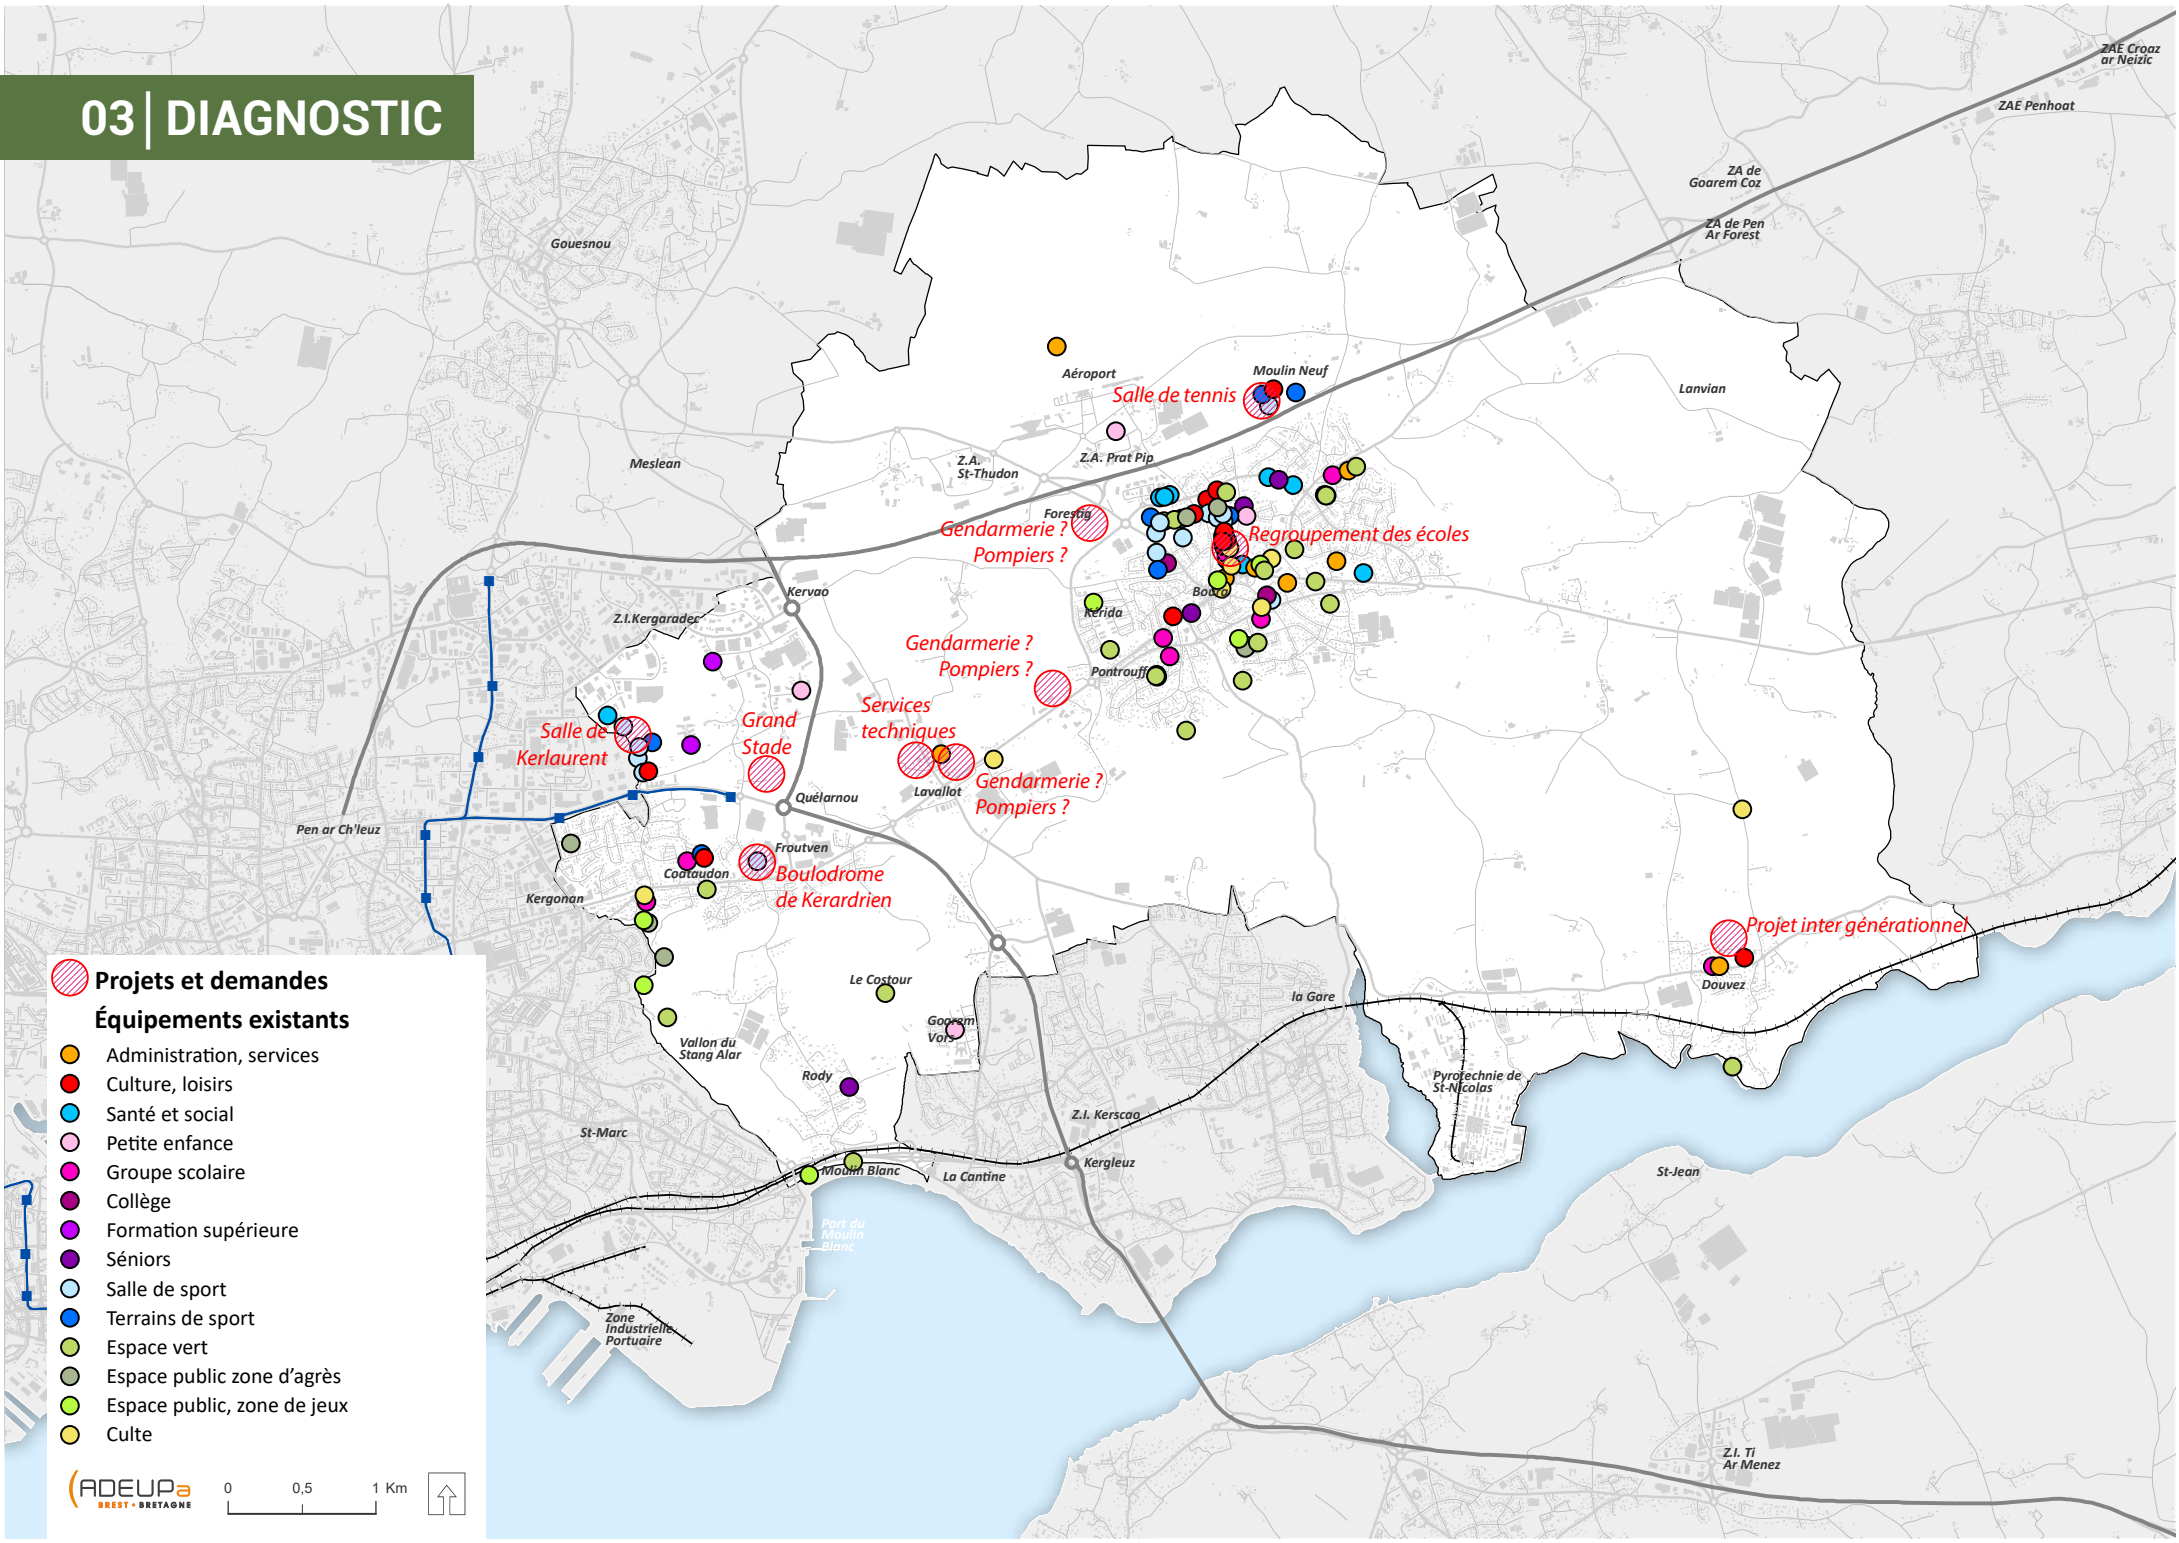 03 | DIAGNOSTIC
ZAE Croaz
ar Neizic
ZAE Penhoat
ZA de
Goarem Coz
ZA de Pen
Ar Forest
Gouesnou
Aéroport
Moulin Neuf
Salle de tennis
Lanvian
Meslean
Z.A.
St-Thudon
Z.A. Prat Pip
Forestig
Gendarmerie ?
Pompiers ?
Regroupement des écoles
Kervao
Bourg
Kérida
Z.I.Kergaradec
Gendarmerie ?
Pompiers ?
Pontrouff
Services
techniques
Grand
Stade
Salle de
Kerlaurent
Gendarmerie ?
Pompiers ?
Lavallot
Quélarnou
Pen ar Ch'leuz
Froutven
Coataudon
Boulodrome
de Kerardrien
Kergonan
Projet inter générationnel
Douvez
Le Costour
la Gare
Goarem
Vors
Vallon du
Stang Alar
Rody
Pyrotechnie de
St-Nicolas
Z.I. Kerscao
St-Marc
Moulin Blanc
La Cantine
Kergleuz
St-Jean
Port du
Moulin
Blanc
Zone
Industrielle
Portuaire
Z.I. Ti
Ar Menez
Projets et demandes
Équipements existants
Administration, services
Culture, loisirs
Santé et social
Petite enfance
Groupe scolaire
Collège
Formation supérieure
Séniors
Salle de sport
Terrains de sport
Espace vert
Espace public zone d'agrès
Espace public, zone de jeux
Culte
ADEUPa
BREST • BRETAGNE
0 0,5 1 Km